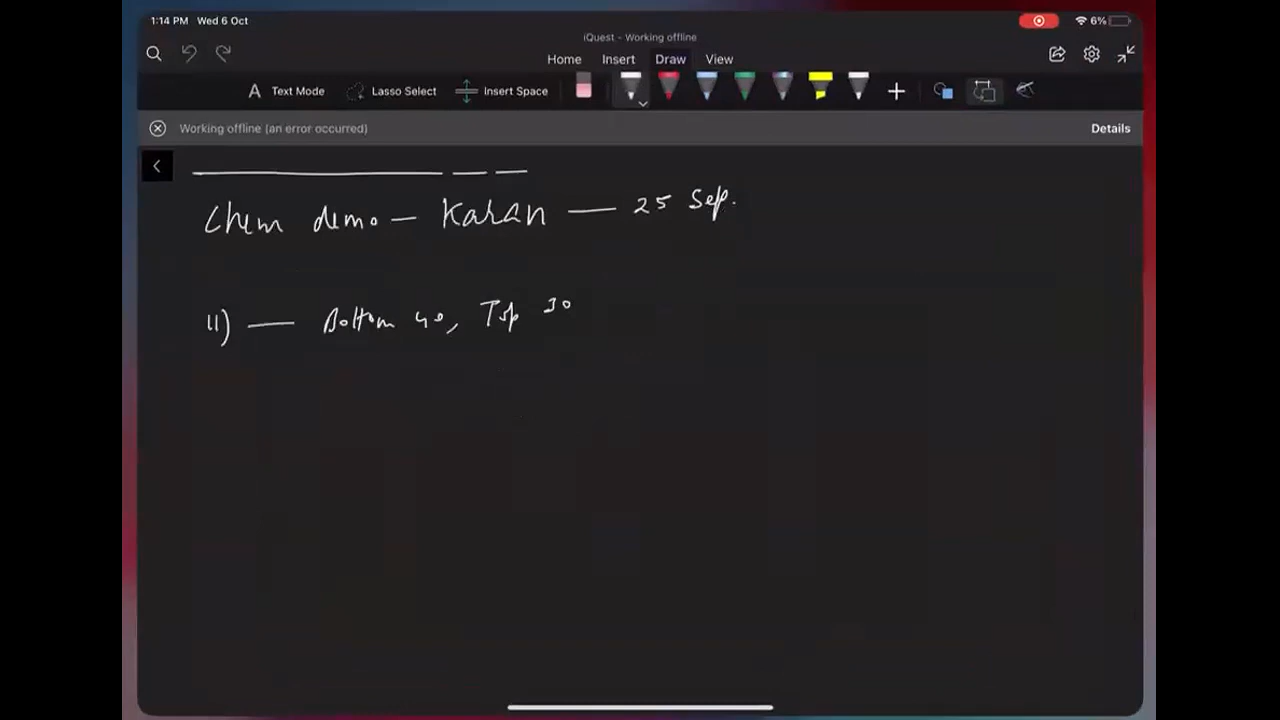 1:14 PM Wed 6 Oct
6%
iQuest - Working offline
Home Insert Draw View
Text Mode Lasso Select Insert Space
Working offline (an error occurred) Details
Chem demo — Karan — 25 Sep.
11) — Bottom 40, Top 30